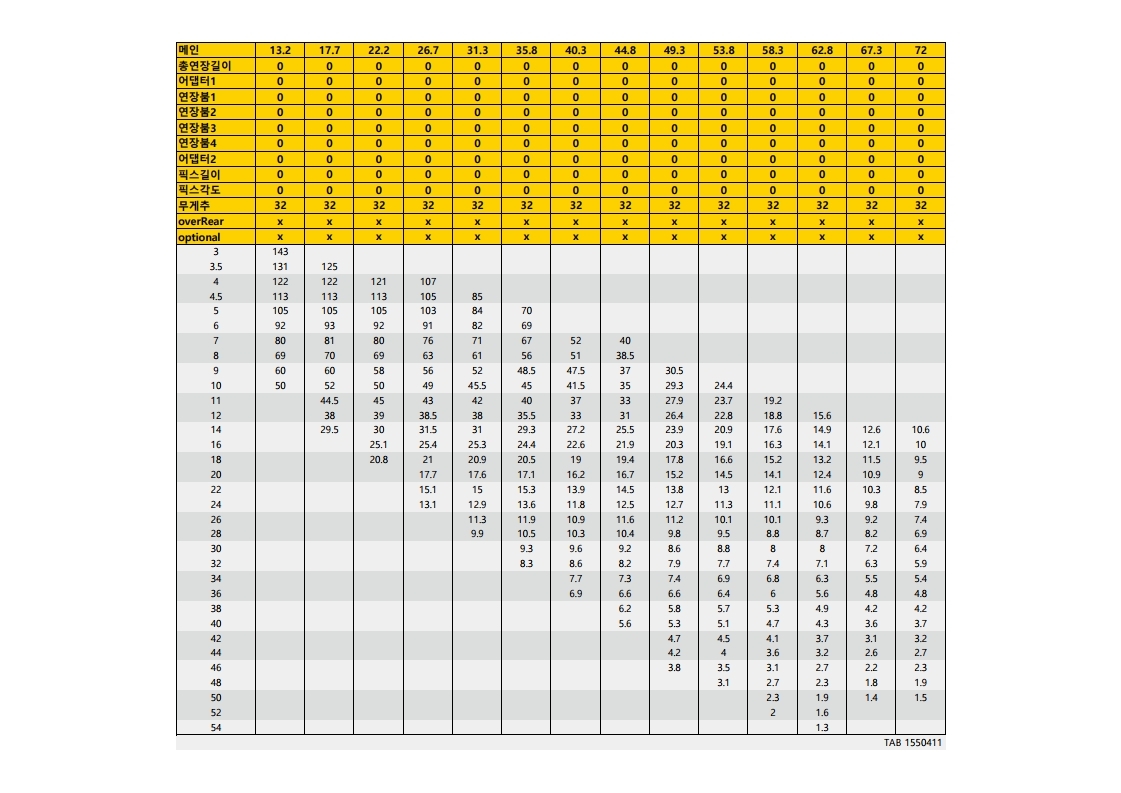 메인 13.2 17.7 22.2 26.7 31.3 35.8 40.3 44.8 49.3 53.8 58.3 62.8 67.3 72
총연장길이 0 0 0 0 0 0 0 0 0 0 0 0 0 0
어댑터1 0 0 0 0 0 0 0 0 0 0 0 0 0 0
연장붐1 0 0 0 0 0 0 0 0 0 0 0 0 0 0
연장붐2 0 0 0 0 0 0 0 0 0 0 0 0 0 0
연장붐3 0 0 0 0 0 0 0 0 0 0 0 0 0 0
연장붐4 0 0 0 0 0 0 0 0 0 0 0 0 0 0
어댑터2 0 0 0 0 0 0 0 0 0 0 0 0 0 0
픽스길이 0 0 0 0 0 0 0 0 0 0 0 0 0 0
픽스각도 0 0 0 0 0 0 0 0 0 0 0 0 0 0
무게추 32 32 32 32 32 32 32 32 32 32 32 32 32 32
overRear x x x x x x x x x x x x x x
optional x x x x x x x x x x x x x x
3 143
3.5 131 125
4 122 122 121 107
4.5 113 113 113 105 85
5 105 105 105 103 84 70
6 92 93 92 91 82 69
7 80 81 80 76 71 67 52 40
8 69 70 69 63 61 56 51 38.5
9 60 60 58 56 52 48.5 47.5 37 30.5
10 50 52 50 49 45.5 45 41.5 35 29.3 24.4
11 44.5 45 43 42 40 37 33 27.9 23.7 19.2
12 38 39 38.5 38 35.5 33 31 26.4 22.8 18.8 15.6
14 29.5 30 31.5 31 29.3 27.2 25.5 23.9 20.9 17.6 14.9 12.6 10.6
16 25.1 25.4 25.3 24.4 22.6 21.9 20.3 19.1 16.3 14.1 12.1 10
18 20.8 21 20.9 20.5 19 19.4 17.8 16.6 15.2 13.2 11.5 9.5
20 17.7 17.6 17.1 16.2 16.7 15.2 14.5 14.1 12.4 10.9 9
22 15.1 15 15.3 13.9 14.5 13.8 13 12.1 11.6 10.3 8.5
24 13.1 12.9 13.6 11.8 12.5 12.7 11.3 11.1 10.6 9.8 7.9
26 11.3 11.9 10.9 11.6 11.2 10.1 10.1 9.3 9.2 7.4
28 9.9 10.5 10.3 10.4 9.8 9.5 8.8 8.7 8.2 6.9
30 9.3 9.6 9.2 8.6 8.8 8 8 7.2 6.4
32 8.3 8.6 8.2 7.9 7.7 7.4 7.1 6.3 5.9
34 7.7 7.3 7.4 6.9 6.8 6.3 5.5 5.4
36 6.9 6.6 6.6 6.4 6 5.6 4.8 4.8
38 6.2 5.8 5.7 5.3 4.9 4.2 4.2
40 5.6 5.3 5.1 4.7 4.3 3.6 3.7
42 4.7 4.5 4.1 3.7 3.1 3.2
44 4.2 4 3.6 3.2 2.6 2.7
46 3.8 3.5 3.1 2.7 2.2 2.3
48 3.1 2.7 2.3 1.8 1.9
50 2.3 1.9 1.4 1.5
52 2 1.6
54 1.3
TAB 1550411